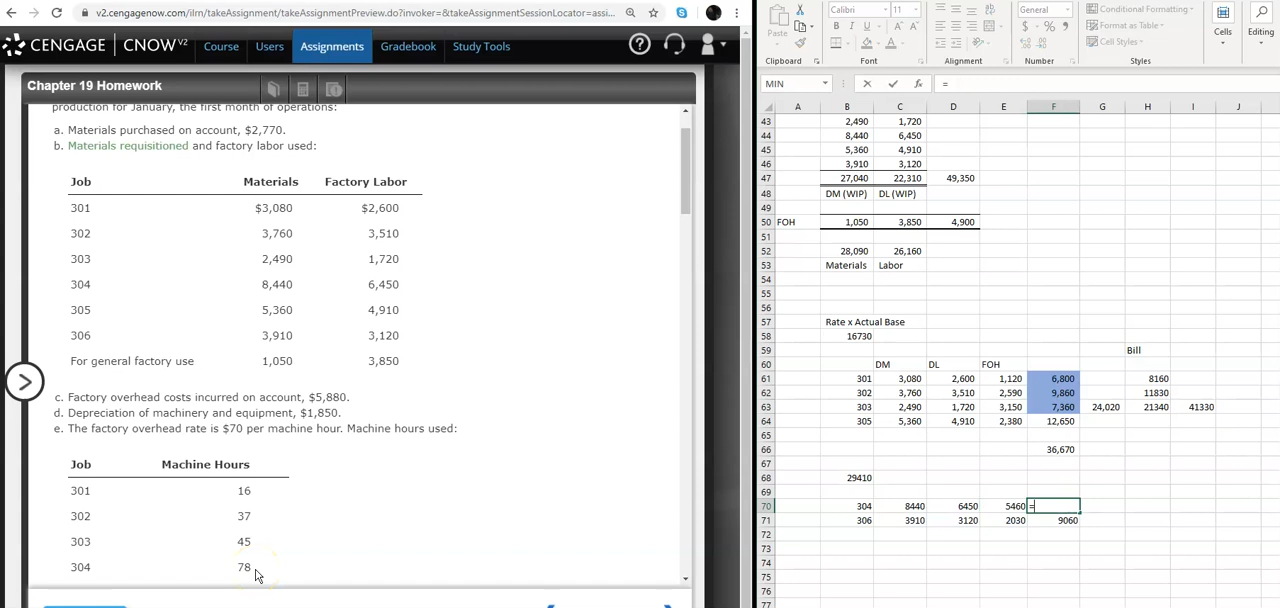 v2.cengagenow.com/ilrn/takeAssignment/takeAssignmentPreview.do?invoker=&takeAssignmentSessionLocator=assi...
CENGAGE | CNOWv2 Course Users Assignments Gradebook Study Tools
Chapter 19 Homework
production for January, the first month of operations:
a. Materials purchased on account, $2,770.
b. Materials requisitioned and factory labor used:
Job Materials Factory Labor
301 $3,080 $2,600
302 3,760 3,510
303 2,490 1,720
304 8,440 6,450
305 5,360 4,910
306 3,910 3,120
For general factory use 1,050 3,850
c. Factory overhead costs incurred on account, $5,880.
d. Depreciation of machinery and equipment, $1,850.
e. The factory overhead rate is $70 per machine hour. Machine hours used:
Job Machine Hours
301 16
302 37
303 45
304 78
Paste
Clipboard
Calibri 11
B I U
Font
Alignment
General
$ % ,
Number
Conditional Formatting
Format as Table
Cell Styles
Styles
Cells
Editing
MIN =
A B C D E F G H I J
43 2,490 1,720
44 8,440 6,450
45 5,360 4,910
46 3,910 3,120
47 27,040 22,310 49,350
48 DM (WIP) DL (WIP)
49
50 FOH 1,050 3,850 4,900
51
52 28,090 26,160
53 Materials Labor
54
55
56
57 Rate x Actual Base
58 16730
59 Bill
60 DM DL FOH
61 301 3,080 2,600 1,120 6,800 8160
62 302 3,760 3,510 2,590 9,860 11830
63 303 2,490 1,720 3,150 7,360 24,020 21340 41330
64 305 5,360 4,910 2,380 12,650
65
66 36,670
67
68 29410
69
70 304 8440 6450 5460 =
71 306 3910 3120 2030 9060
72
73
74
75
76
77